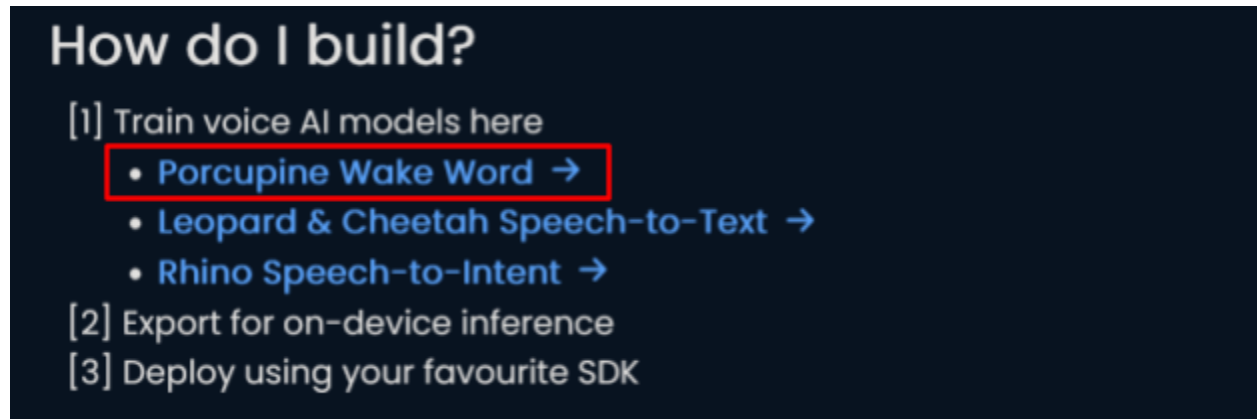 How do I build?
[1] Train voice AI models here
• Porcupine Wake Word →
• Leopard & Cheetah Speech-to-Text →
• Rhino Speech-to-Intent →
[2] Export for on-device inference
[3] Deploy using your favourite SDK